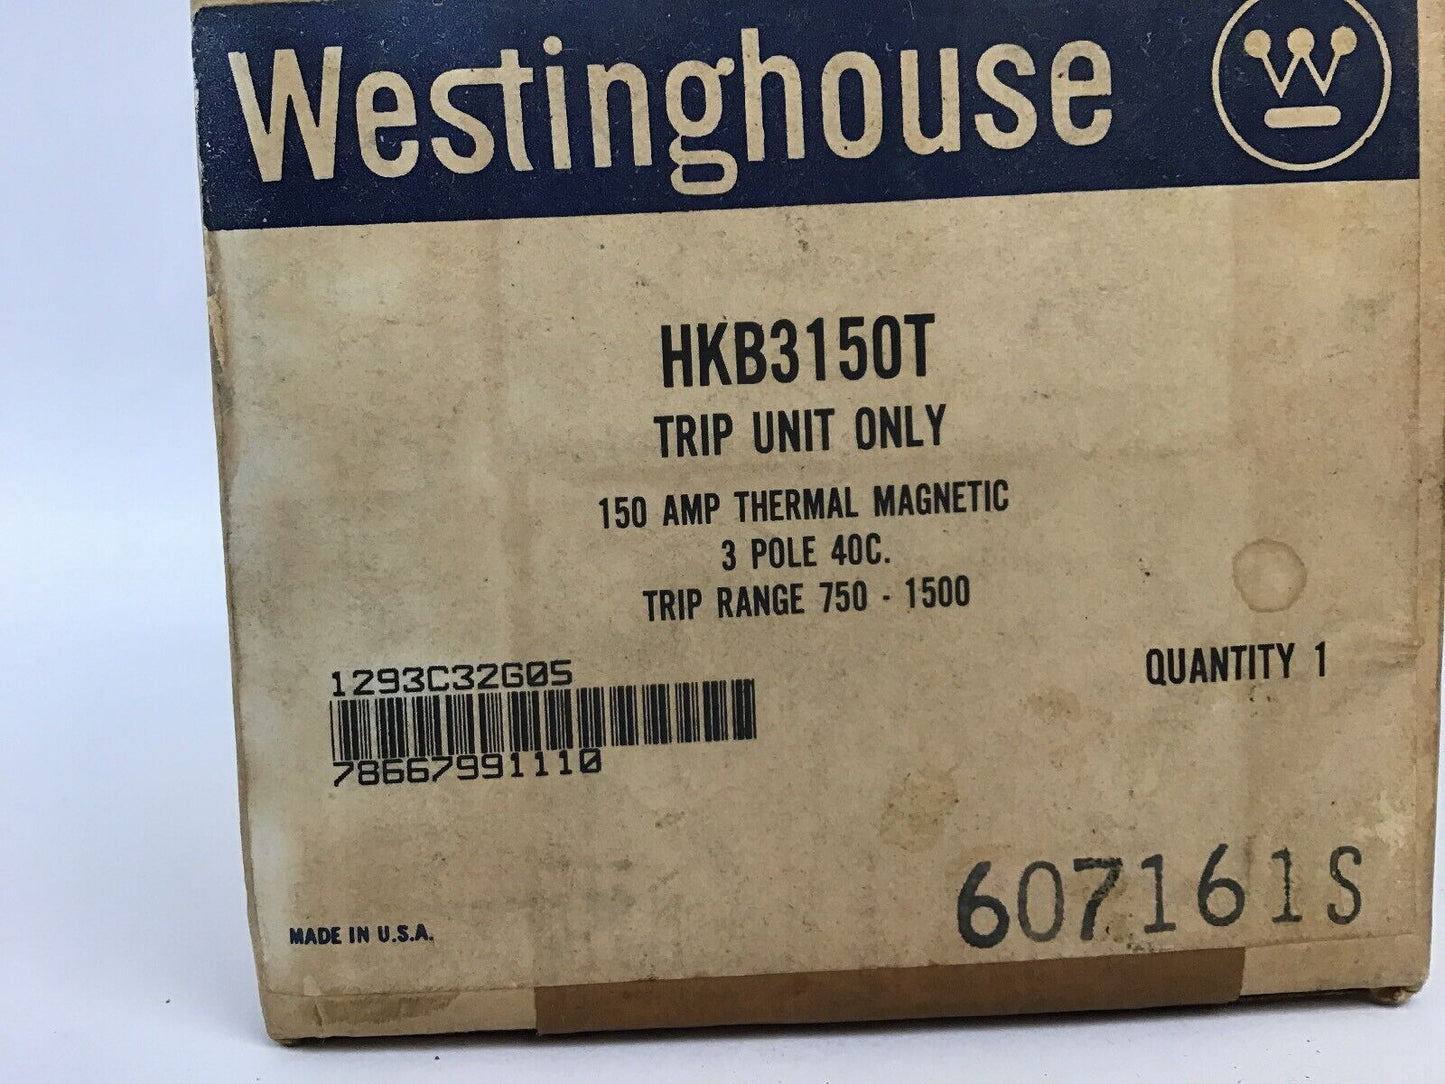 Westinghouse
W
HKB3150T
TRIP UNIT ONLY
150 AMP THERMAL MAGNETIC
3 POLE 40C.
TRIP RANGE 750 - 1500
1293C32G05
78667991110
QUANTITY 1
607161S
MADE IN U.S.A.